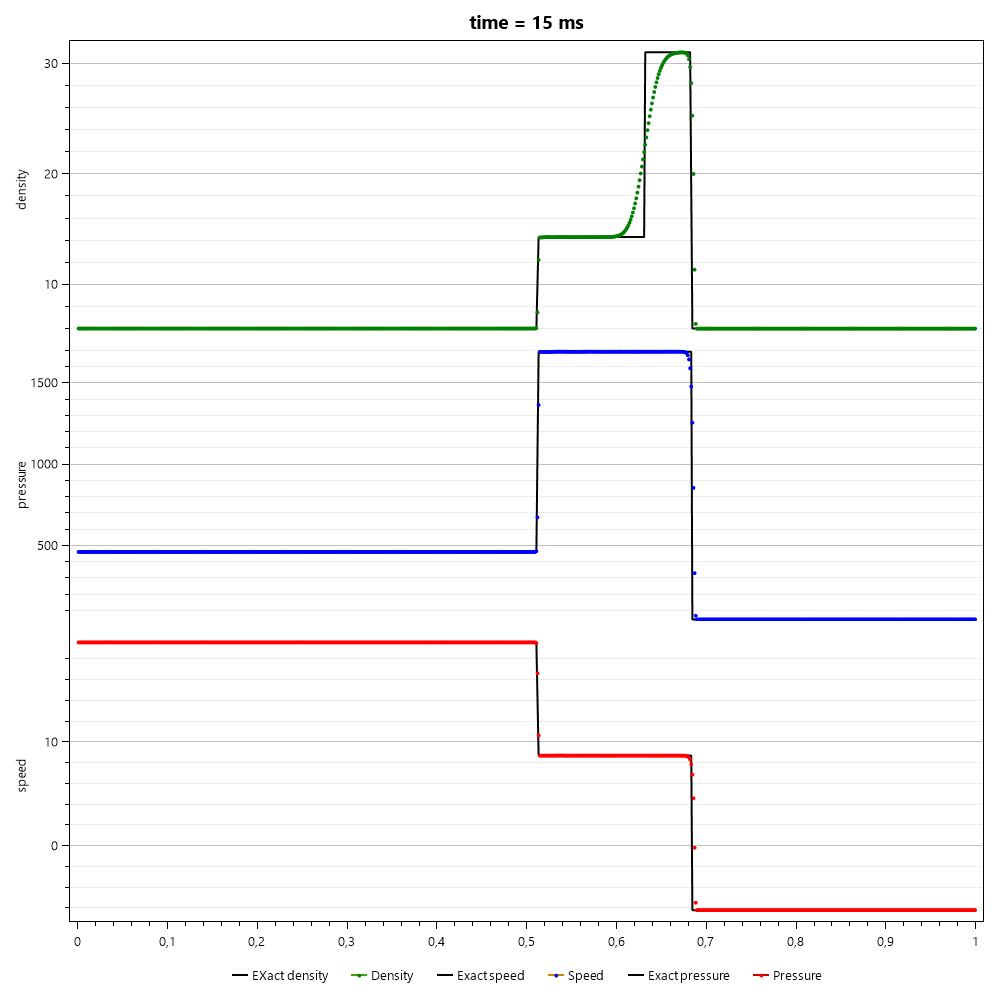 time = 15 ms
30
20
10
density
1500
1000
500
pressure
10
0
speed
0 0,1 0,2 0,3 0,4 0,5 0,6 0,7 0,8 0,9 1
EXact density Density Exact speed Speed Exact pressure Pressure